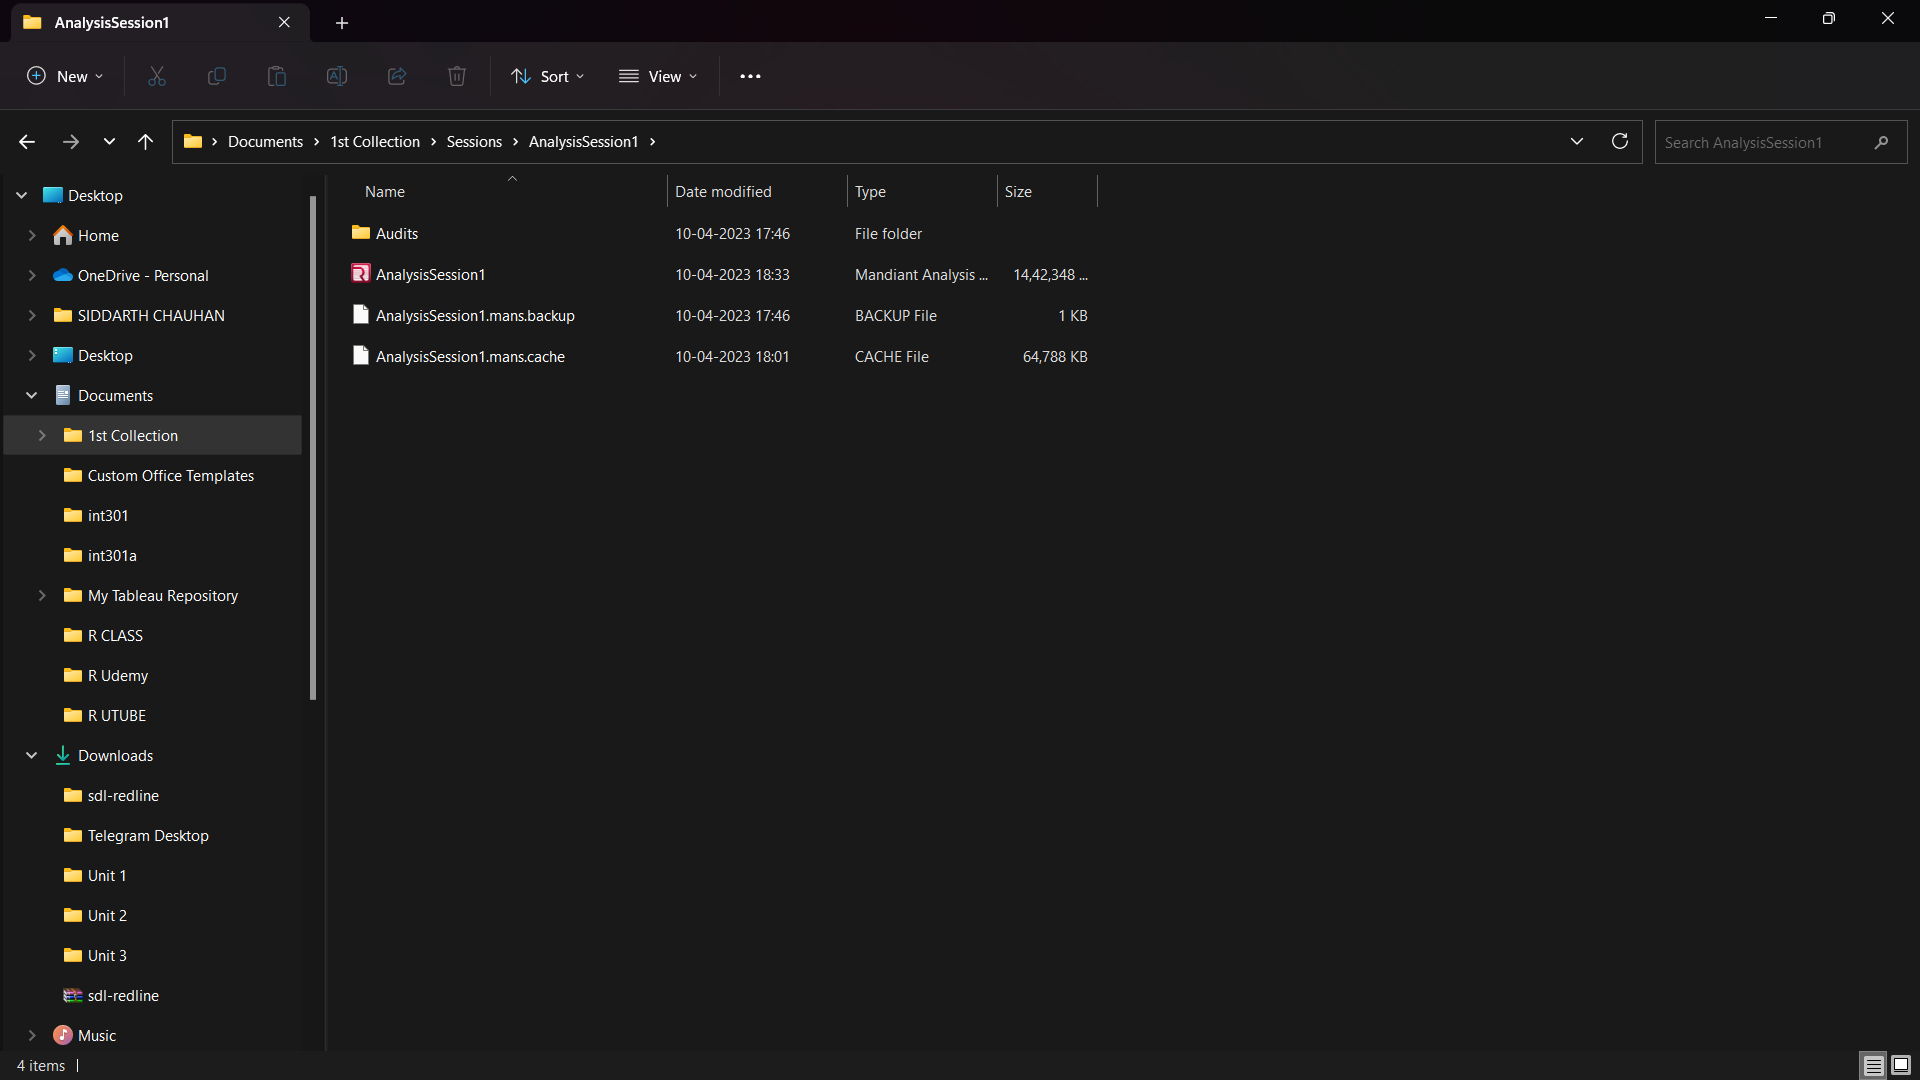 AnalysisSession1
New
Sort
View
Documents
1st Collection
Sessions
AnalysisSession1
Search AnalysisSession1
Desktop
Home
OneDrive - Personal
SIDDARTH CHAUHAN
Desktop
Documents
1st Collection
Custom Office Templates
int301
int301a
My Tableau Repository
R CLASS
R Udemy
R UTUBE
Downloads
sdl-redline
Telegram Desktop
Unit 1
Unit 2
Unit 3
sdl-redline
Music
Name Date modified Type Size
Audits 10-04-2023 17:46 File folder
AnalysisSession1 10-04-2023 18:33 Mandiant Analysis ... 14,42,348 ...
AnalysisSession1.mans.backup 10-04-2023 17:46 BACKUP File 1 KB
AnalysisSession1.mans.cache 10-04-2023 18:01 CACHE File 64,788 KB
4 items